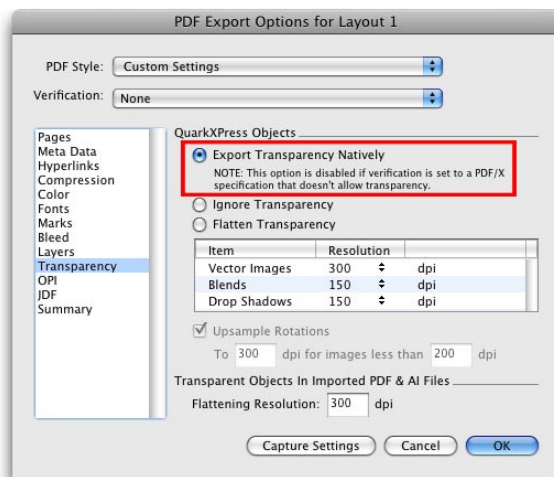 PDF Export Options for Layout 1
PDF Style: Custom Settings
Verification: None
Pages
Meta Data
Hyperlinks
Compression
Color
Fonts
Marks
Bleed
Layers
Transparency
OPI
JDF
Summary
QuarkXPress Objects
Export Transparency Natively
NOTE: This option is disabled if verification is set to a PDF/X
specification that doesn't allow transparency.
Ignore Transparency
Flatten Transparency
Item Resolution
Vector Images 300 dpi
Blends 150 dpi
Drop Shadows 150 dpi
Upsample Rotations
To 300 dpi for images less than 200 dpi
Transparent Objects In Imported PDF & AI Files
Flattening Resolution: 300 dpi
Capture Settings Cancel OK